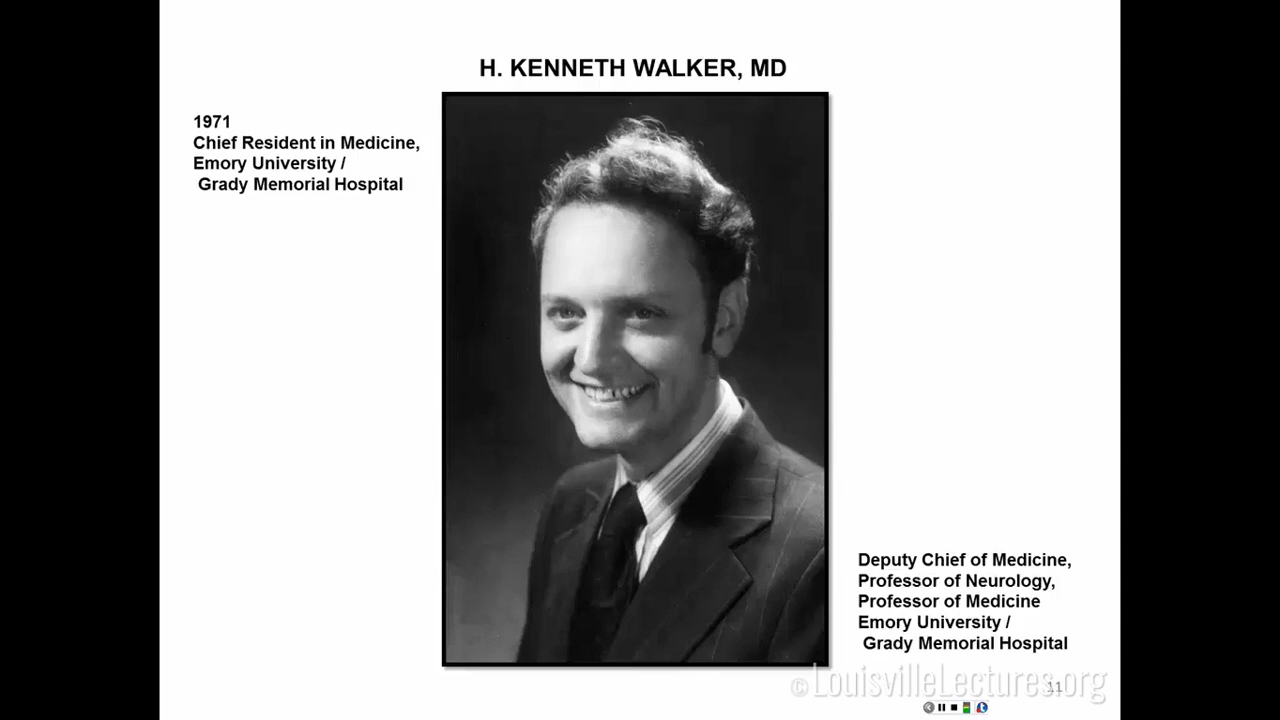 H. KENNETH WALKER, MD
1971
Chief Resident in Medicine,
Emory University /
Grady Memorial Hospital
Deputy Chief of Medicine,
Professor of Neurology,
Professor of Medicine
Emory University /
Grady Memorial Hospital
11
© LouisvilleLectures.org